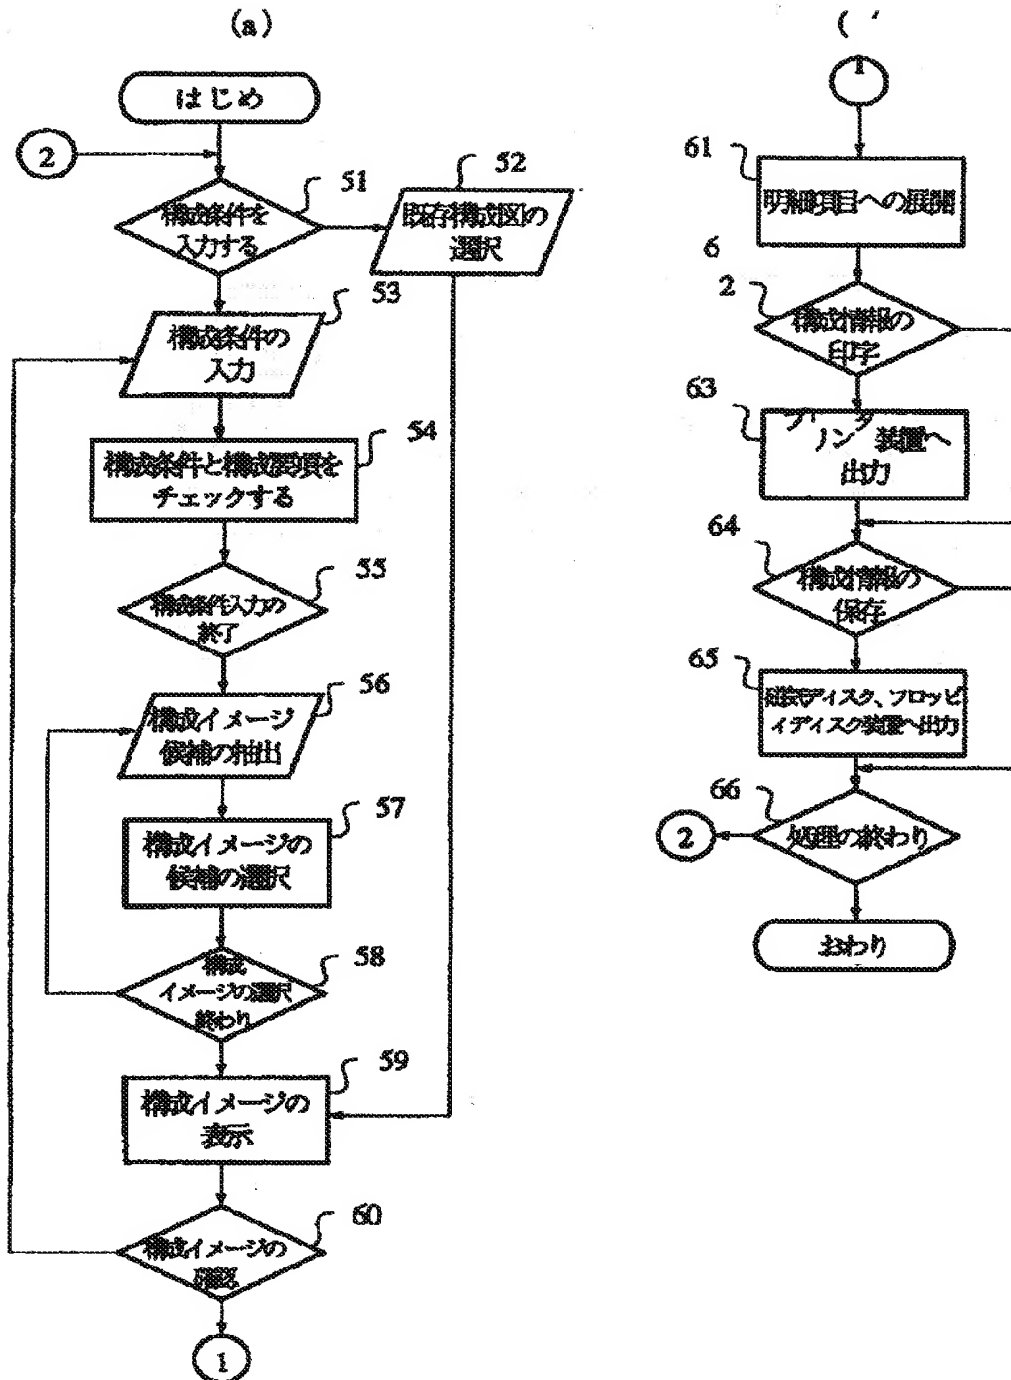 (a)
はじめ
2
51
構成条件を
入力する
52
既存構成図の
選択
53
構成条件の
入力
54
構成条件と構成要項を
チェックする
55
構成条件入力の
終了
56
構成イメージ
候補の抽出
57
構成イメージの
候補の選択
58
構成
イメージの選択
終わり
59
構成イメージの
表示
60
構成イメージの
確認
1
(
1
61
明細項目への展開
6
2
構成情報の
印字
63
プリンタ装置へ
出力
64
構成情報の
保存
65
磁気ディスク、フロッピ
ィディスク装置へ出力
66
処理の終わり
2
おわり